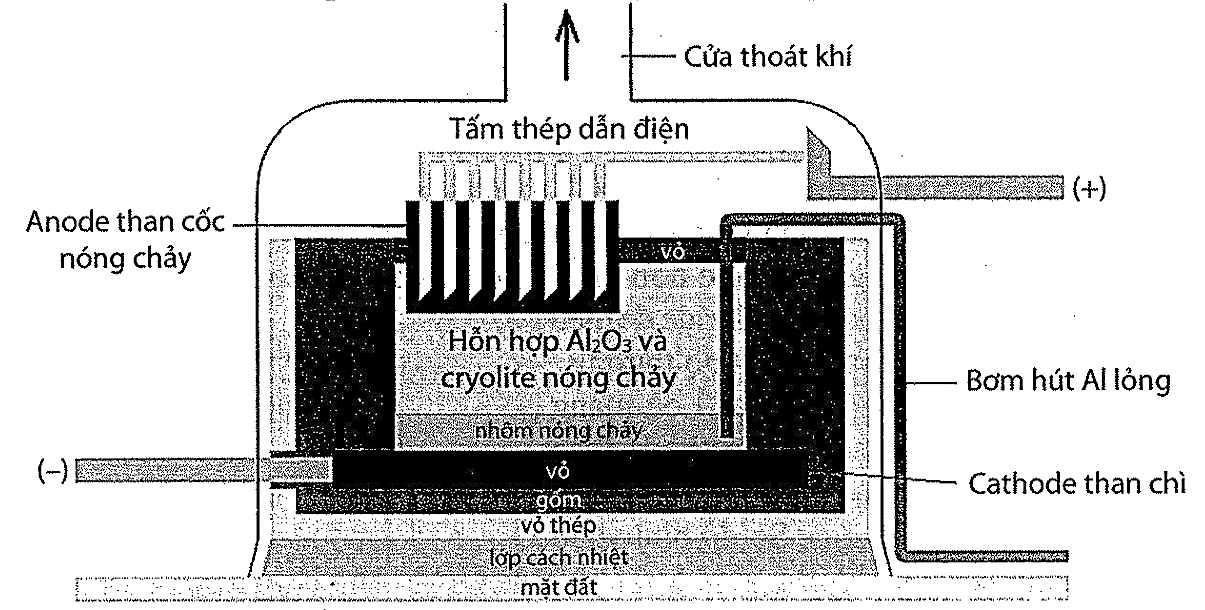 Cửa thoát khí
Tấm thép dẫn điện
(+)
Anode than cốc
nóng chảy
vỏ
Hỗn hợp Al₂O₃ và
cryolite nóng chảy
Bơm hút Al lỏng
nhôm nóng chảy
(–)
vỏ
Cathode than chì
gốm
vỏ thép
lớp cách nhiệt
mặt đất